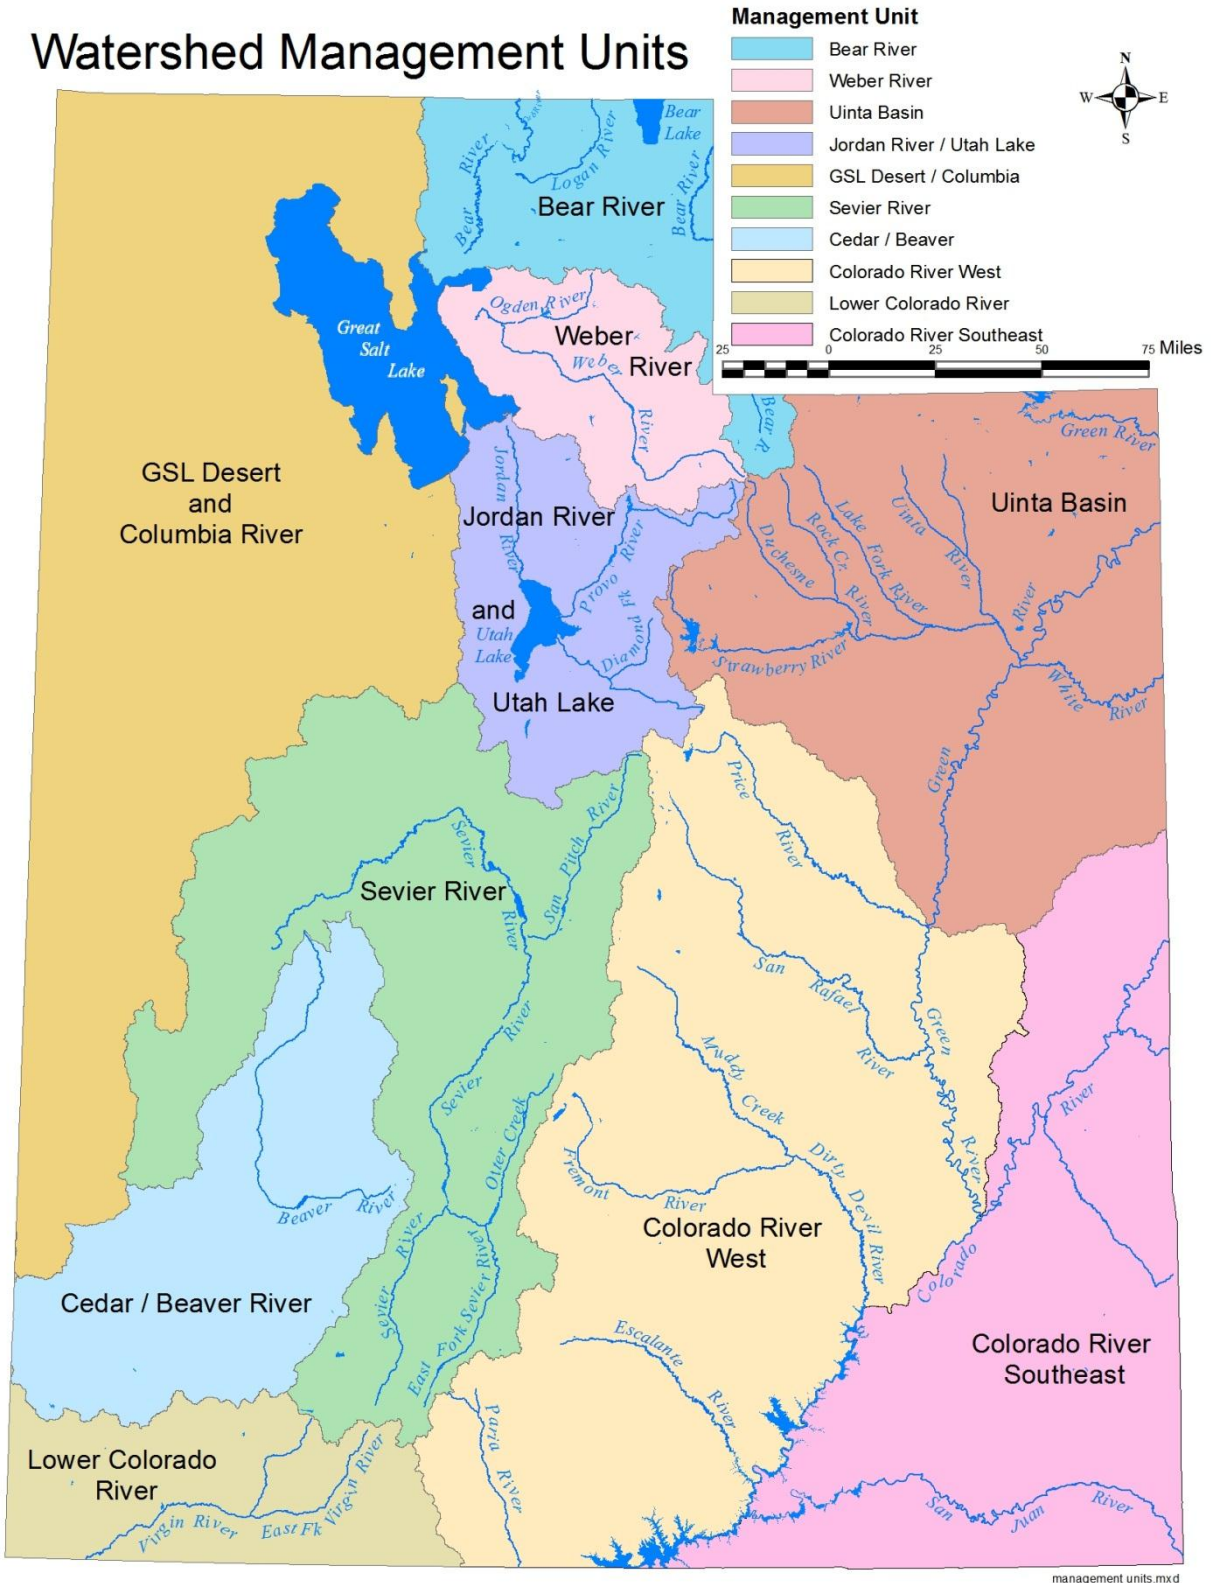 Watershed Management Units
Management Unit
Bear River
Weber River
Uinta Basin
Jordan River / Utah Lake
GSL Desert / Columbia
Sevier River
Cedar / Beaver
Colorado River West
Lower Colorado River
Colorado River Southeast
N
W
E
S
25
0
25
50
75 Miles
Bear
Lake
Bear River
Logan River
Bear River
Bear River
Ogden River
Weber
River
Weber
River
Great
Salt
Lake
Bear R
Green River
GSL Desert
and
Columbia River
Jordan
River
Jordan River
Provo River
Uinta Basin
Duchesne
River
Rock Cr.
Lake Fork River
Uinta
River
River
and
Utah
Lake
Diamond Fk
Strawberry River
White
River
Utah Lake
Green
Price
River
San Pitch River
Sevier
River
Sevier River
San
Rafael
River
Green
River
River
Sevier
Muddy
Creek
Otter Creek
River
Dirty Devil River
Fremont
River
Beaver River
Colorado River
West
Sevier
River
East Fork Sevier River
Colorado
Cedar / Beaver River
Escalante
River
Colorado River
Southeast
Paria
River
Lower Colorado
River
Virgin River
East Fk
Virgin River
San
Juan
River
management units.mxd